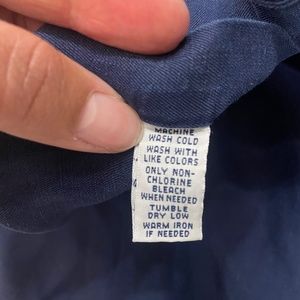 MACHINE
WASH COLD
WASH WITH
LIKE COLORS
ONLY NON-
CHLORINE
BLEACH
WHEN NEEDED
TUMBLE
DRY LOW
WARM IRON
IF NEEDED